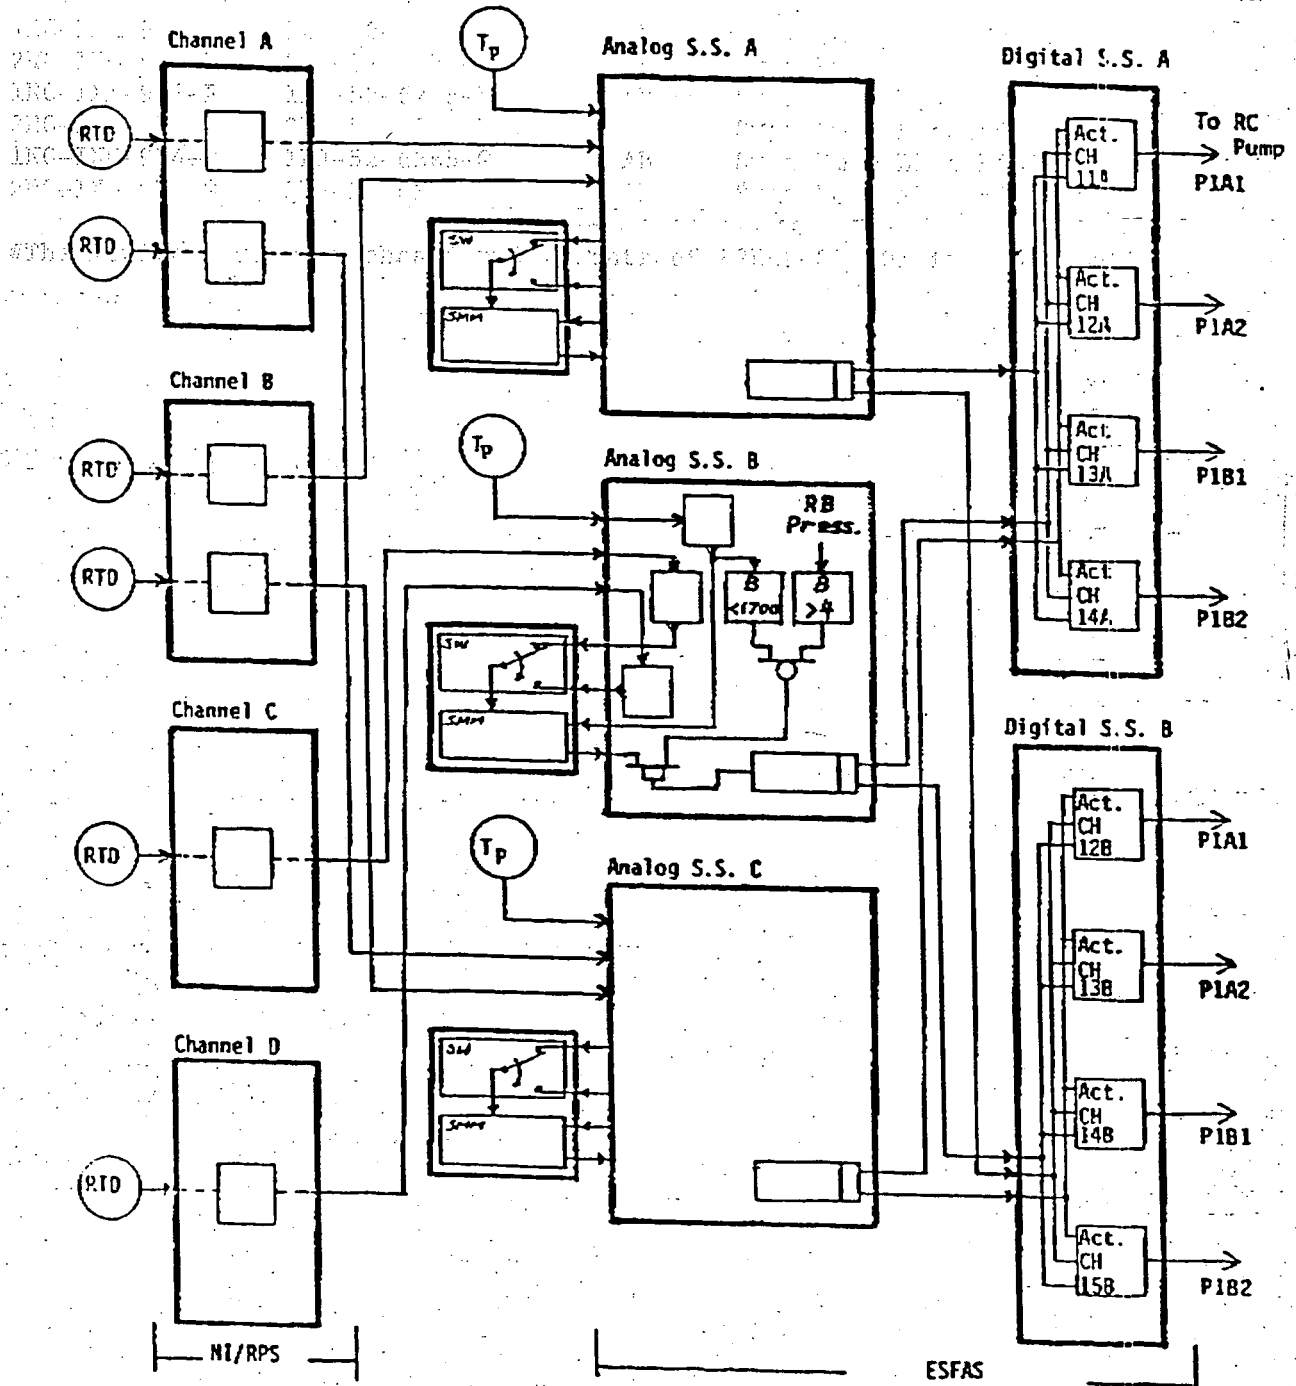 Channel A
RTD
RTD
Channel B
RTD
RTD
Channel C
RTD
Channel D
RTD
NI/RPS
Tp
Analog S.S. A
SW
SMM
Tp
Analog S.S. B
RB
Press.
B
<1700
B
>4
SW
SMM
Tp
Analog S.S. C
SW
SMM
ESFAS
Digital S.S. A
Act.
CH
To RC
Pump
P1A1
Act.
CH
12A
P1A2
Act.
CH
13A
P1B1
Act.
CH
14A
P1B2
Digital S.S. B
Act.
CH
12B
P1A1
Act.
CH
13B
P1A2
Act.
CH
14B
P1B1
Act.
CH
15B
P1B2